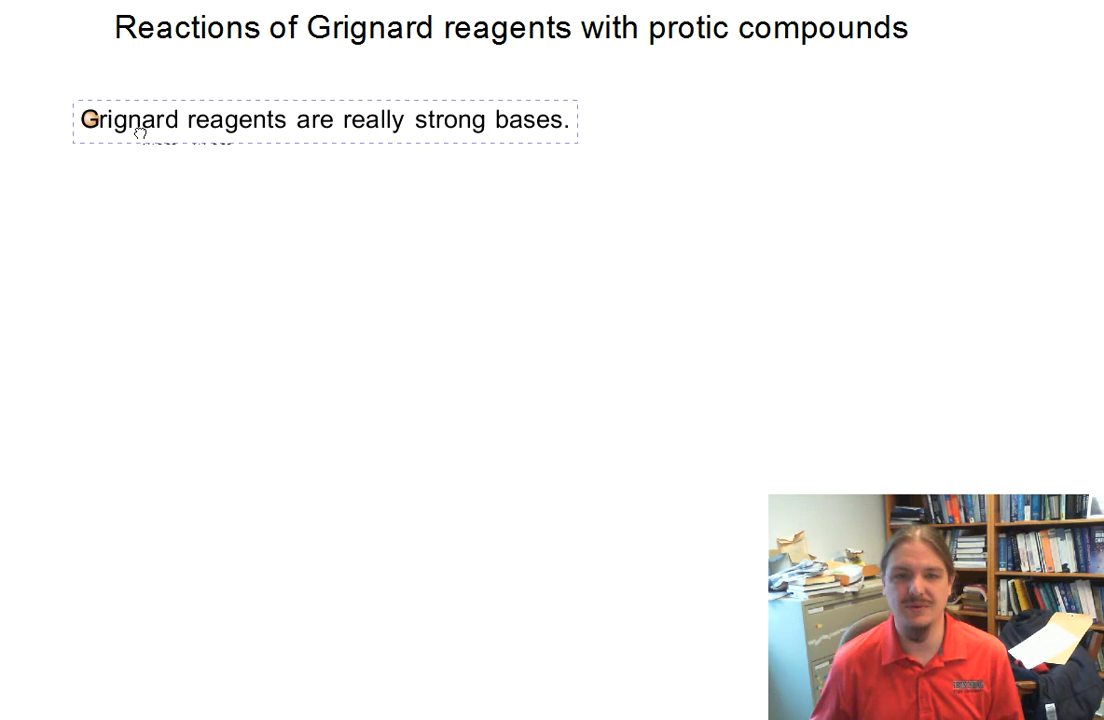 Reactions of Grignard reagents with protic compounds
Grignard reagents are really strong bases.